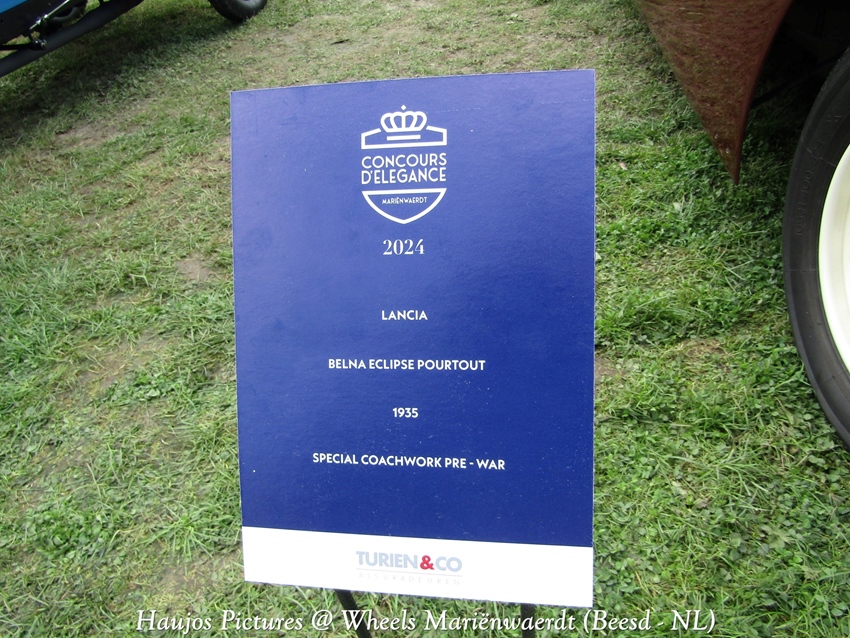 CONCOURS
D'ELEGANCE
MARIËNWAERDT
2024
LANCIA
BELNA ECLIPSE POURTOUT
1935
SPECIAL COACHWORK PRE - WAR
TURIEN&CO
ASSURADEUREN
Haujos Pictures @ Wheels Mariënwaerdt (Beesd - NL)